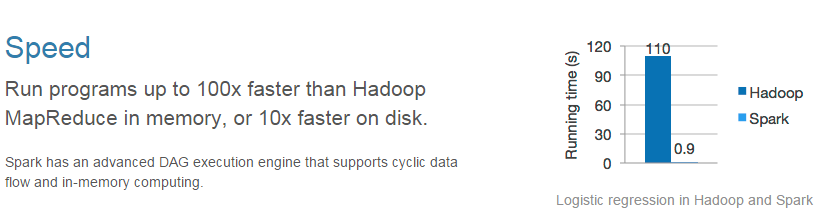 Speed
Run programs up to 100x faster than Hadoop
MapReduce in memory, or 10x faster on disk.
Spark has an advanced DAG execution engine that supports cyclic data
flow and in-memory computing.
Running time (s)
120
90
60
30
0
110
0.9
Hadoop
Spark
Logistic regression in Hadoop and Spark